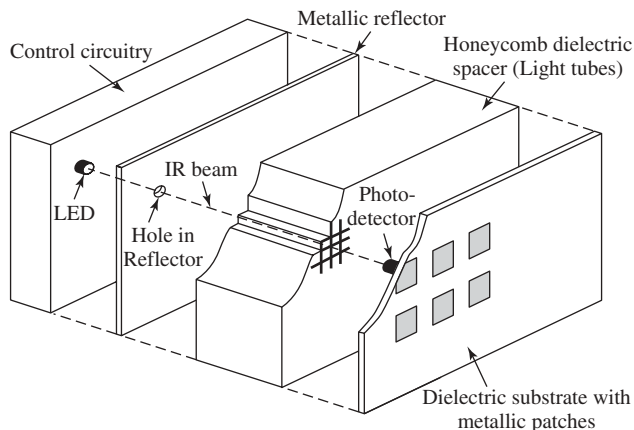 Metallic reflector
Control circuitry
Honeycomb dielectric
spacer (Light tubes)
IR beam
LED
Hole in
Reflector
Photo-
detector
Dielectric substrate with
metallic patches